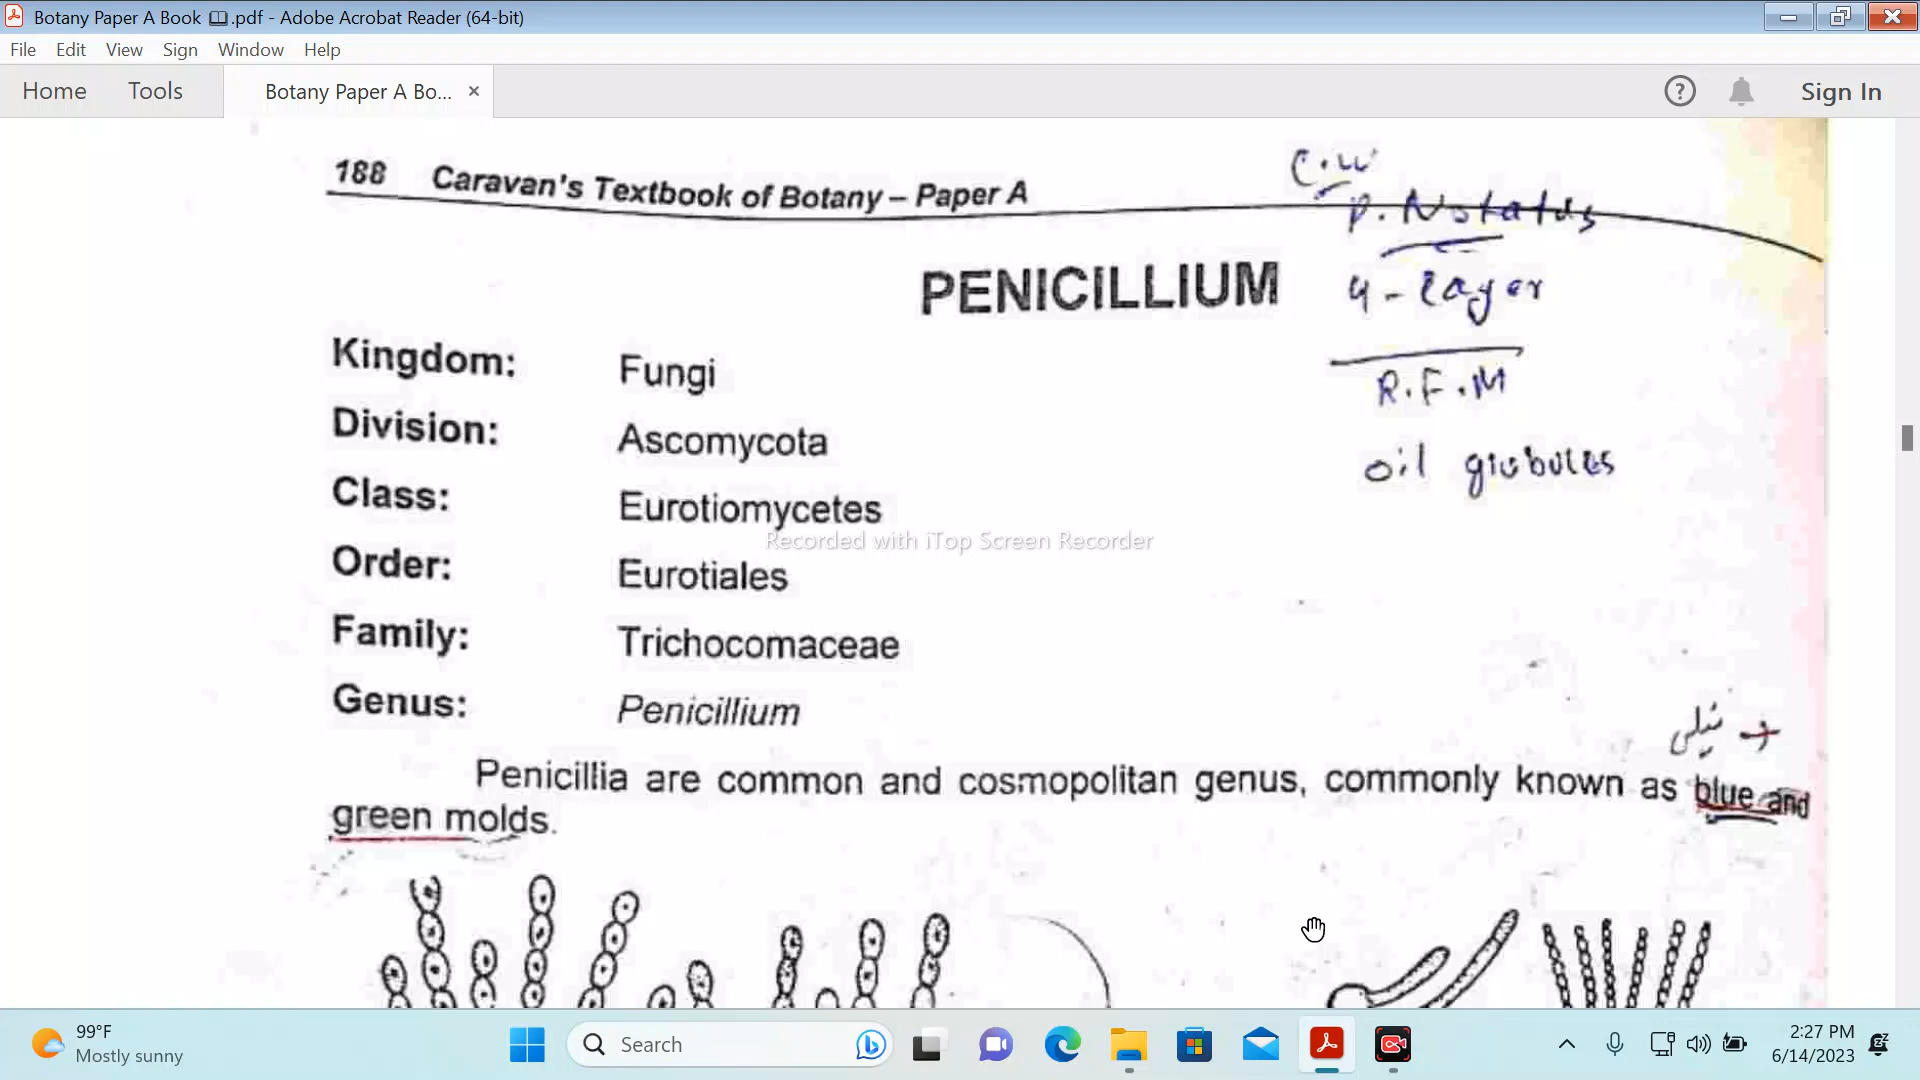 Botany Paper A Book 📖.pdf - Adobe Acrobat Reader (64-bit)
File Edit View Sign Window Help
Home Tools Botany Paper A Bo... × ? Sign In
188 Caravan's Textbook of Botany – Paper A
C.W
P. Notatus
4 - Layer
R.F.M
oil globules
PENICILLIUM
Kingdom: Fungi
Division: Ascomycota
Class: Eurotiomycetes
Recorded with iTop Screen Recorder
Order: Eurotiales
Family: Trichocomaceae
Genus: Penicillium
نیلی
Penicillia are common and cosmopolitan genus, commonly known as blue and
green molds.
99°F
Mostly sunny
Search
2:27 PM
6/14/2023